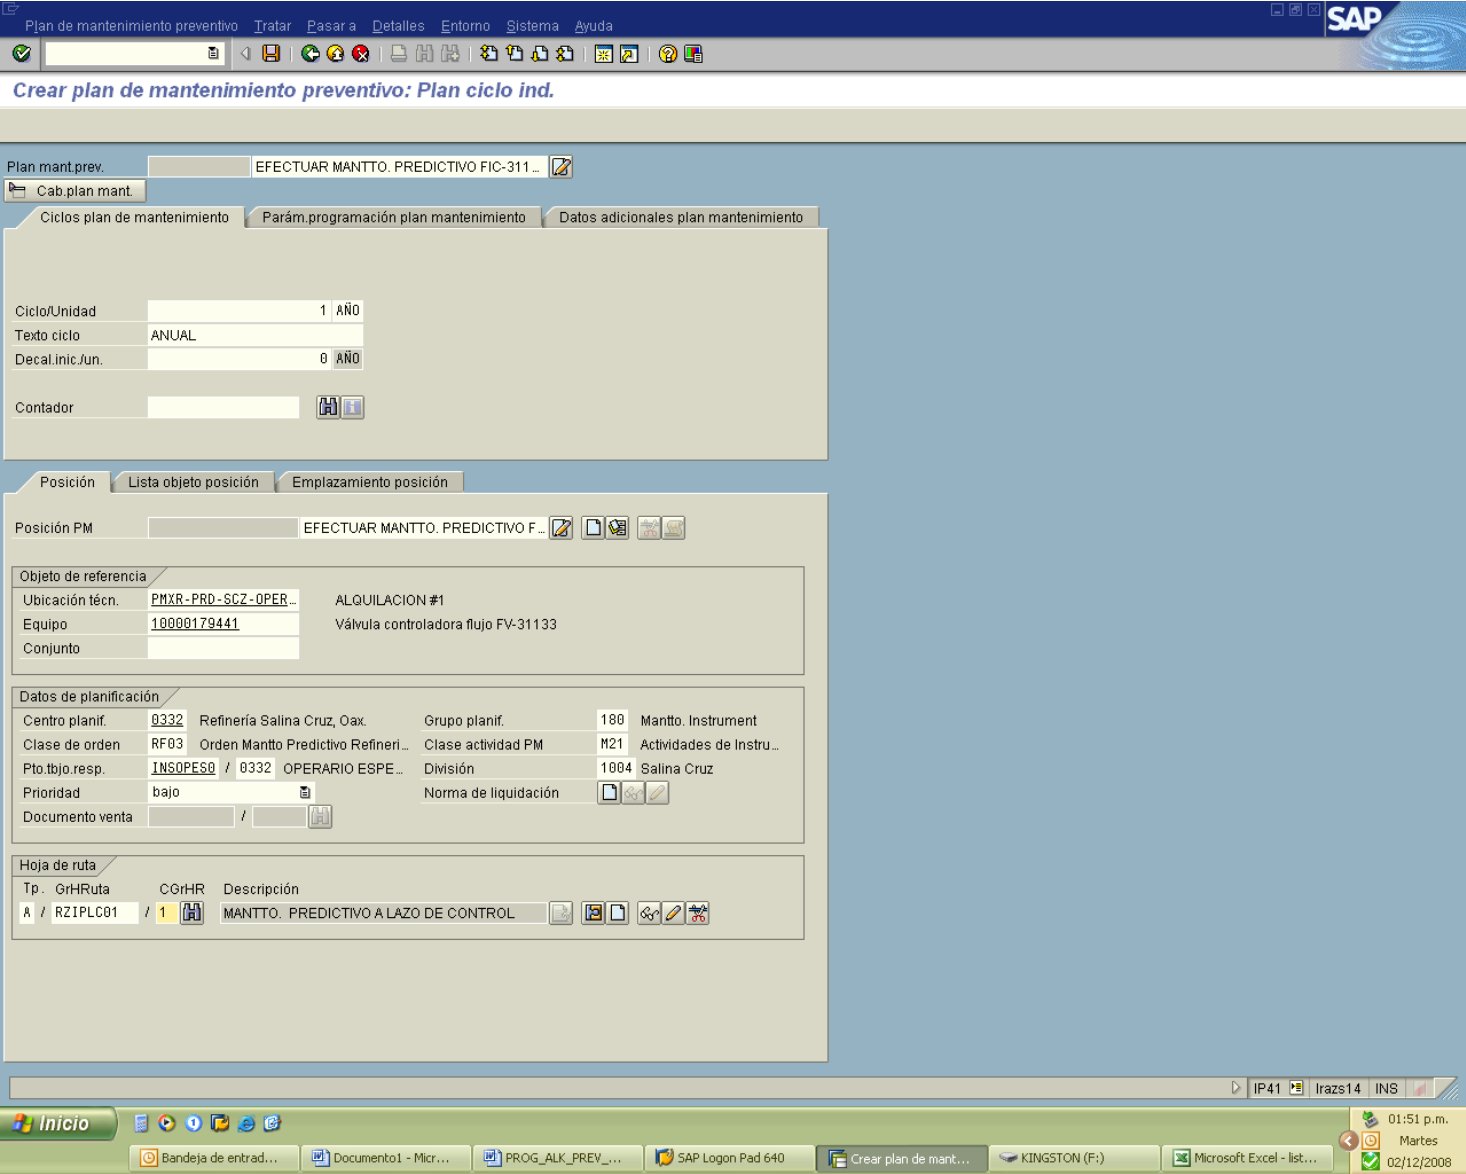 Plan de mantenimiento preventivo Tratar Pasar a Detalles Entorno Sistema Ayuda
SAP
Crear plan de mantenimiento preventivo: Plan ciclo ind.
Plan mant.prev. EFECTUAR MANTTO. PREDICTIVO FIC-311...
Cab.plan mant.
Ciclos plan de mantenimiento Parám.programación plan mantenimiento Datos adicionales plan mantenimiento
Ciclo/Unidad 1 AÑO
Texto ciclo ANUAL
Decal.inic./un. 0 AÑO
Contador
Posición Lista objeto posición Emplazamiento posición
Posición PM EFECTUAR MANTTO. PREDICTIVO F...
Objeto de referencia
Ubicación técn. PMXR-PRD-SCZ-OPER... ALQUILACION #1
Equipo 10000179441 Válvula controladora flujo FV-31133
Conjunto
Datos de planificación
Centro planif. 0332 Refinería Salina Cruz, Oax. Grupo planif. 180 Mantto. Instrument
Clase de orden RF03 Orden Mantto Predictivo Refineri... Clase actividad PM M21 Actividades de Instru...
Pto.tbjo.resp. INSOPES0 / 0332 OPERARIO ESPE... División 1004 Salina Cruz
Prioridad bajo Norma de liquidación
Documento venta /
Hoja de ruta
Tp. GrHRuta CGrHR Descripción
A / RZIPLC01 / 1 MANTTO. PREDICTIVO A LAZO DE CONTROL
IP41 lrazs14 INS
Inicio 01:51 p.m.
Martes
Bandeja de entrad... Documento1 - Micr... PROG_ALK_PREV_... SAP Logon Pad 640 Crear plan de mant... KINGSTON (F:) Microsoft Excel - list... 02/12/2008